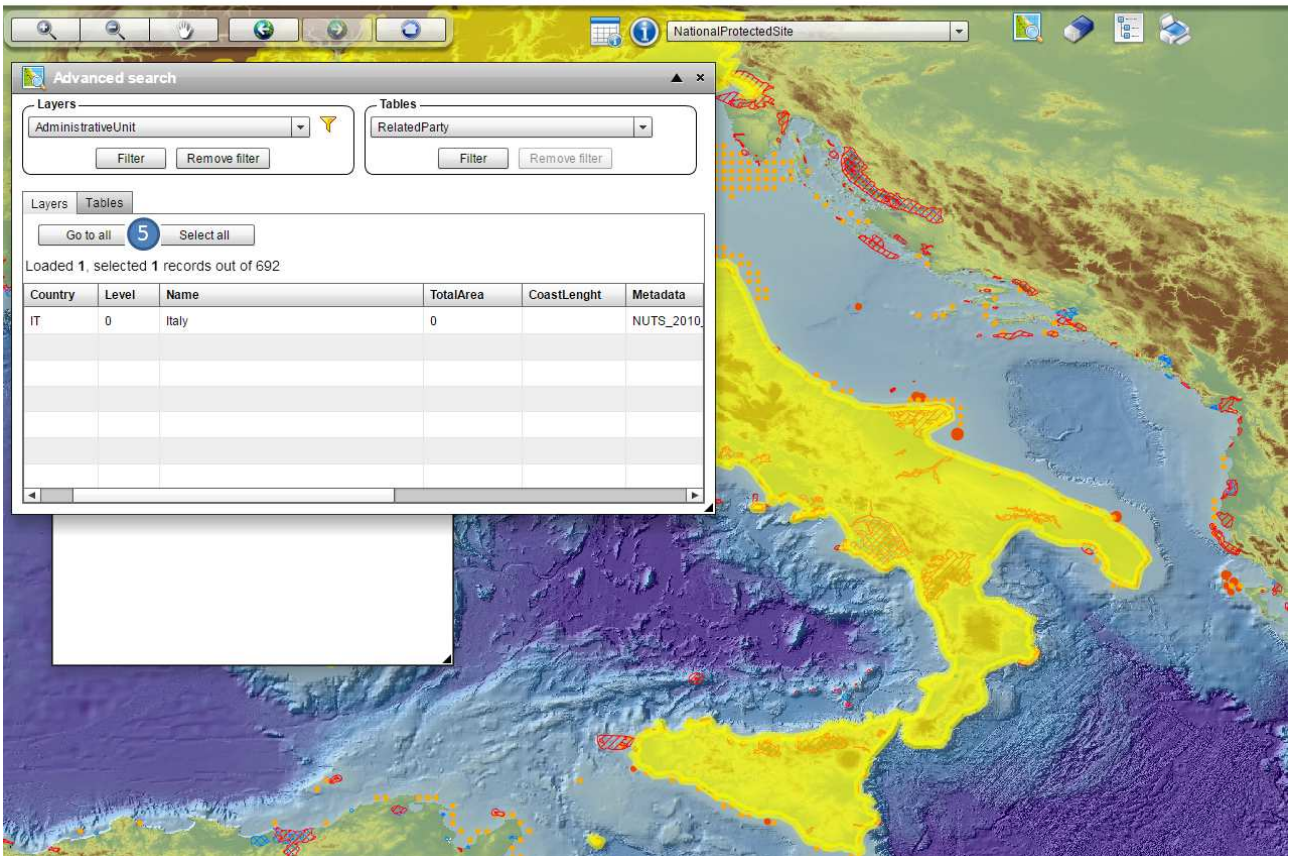 NationalProtectedSite
Advanced search
Layers
Tables
AdministrativeUnit
RelatedParty
Filter Remove filter
Filter Remove filter
Layers Tables
Go to all 5 Select all
Loaded 1, selected 1 records out of 692
Country Level Name TotalArea CoastLenght Metadata
IT 0 Italy 0 NUTS_2010_